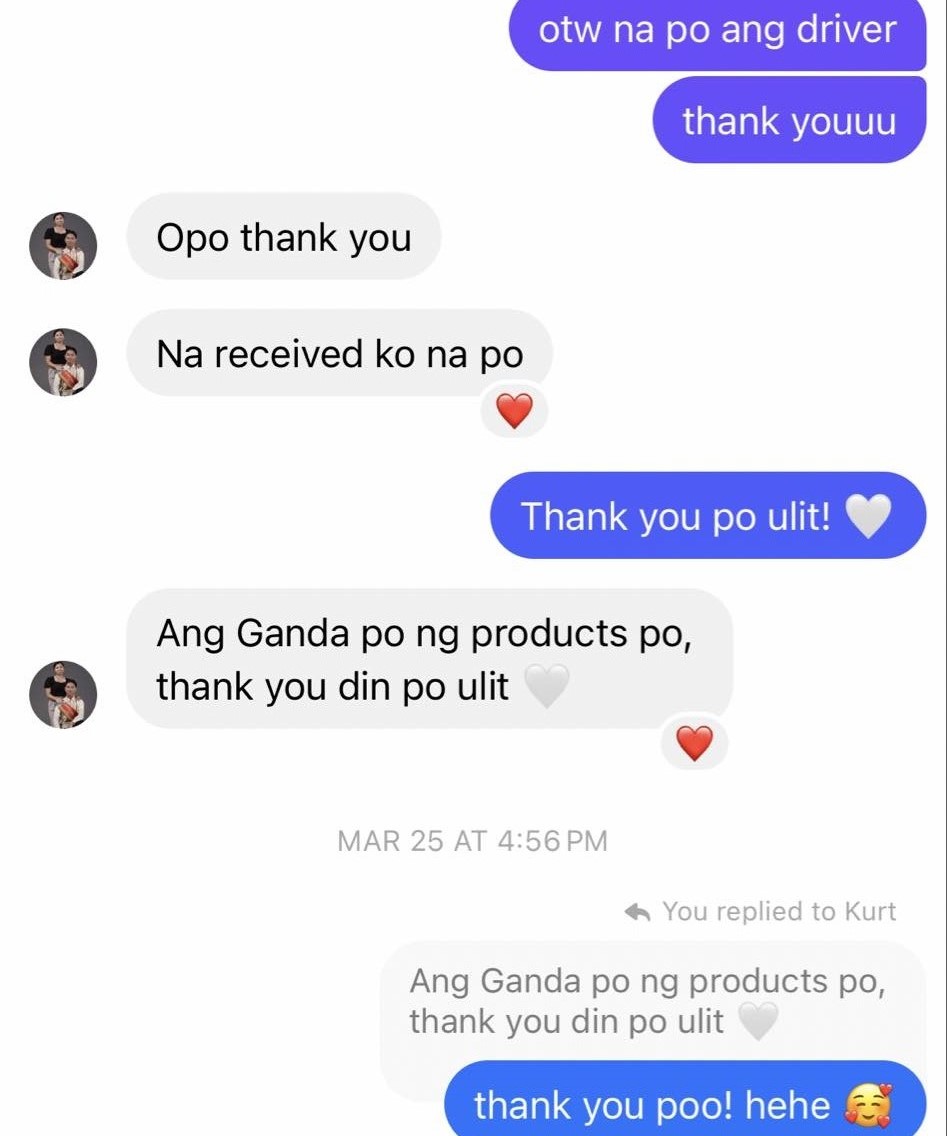 otw na po ang driver
thank youuu
Opo thank you
Na received ko na po
❤️
Thank you po ulit! 🤍
Ang Ganda po ng products po,
thank you din po ulit 🤍
❤️
MAR 25 AT 4:56 PM
You replied to Kurt
Ang Ganda po ng products po,
thank you din po ulit 🤍
thank you poo! hehe 🥰